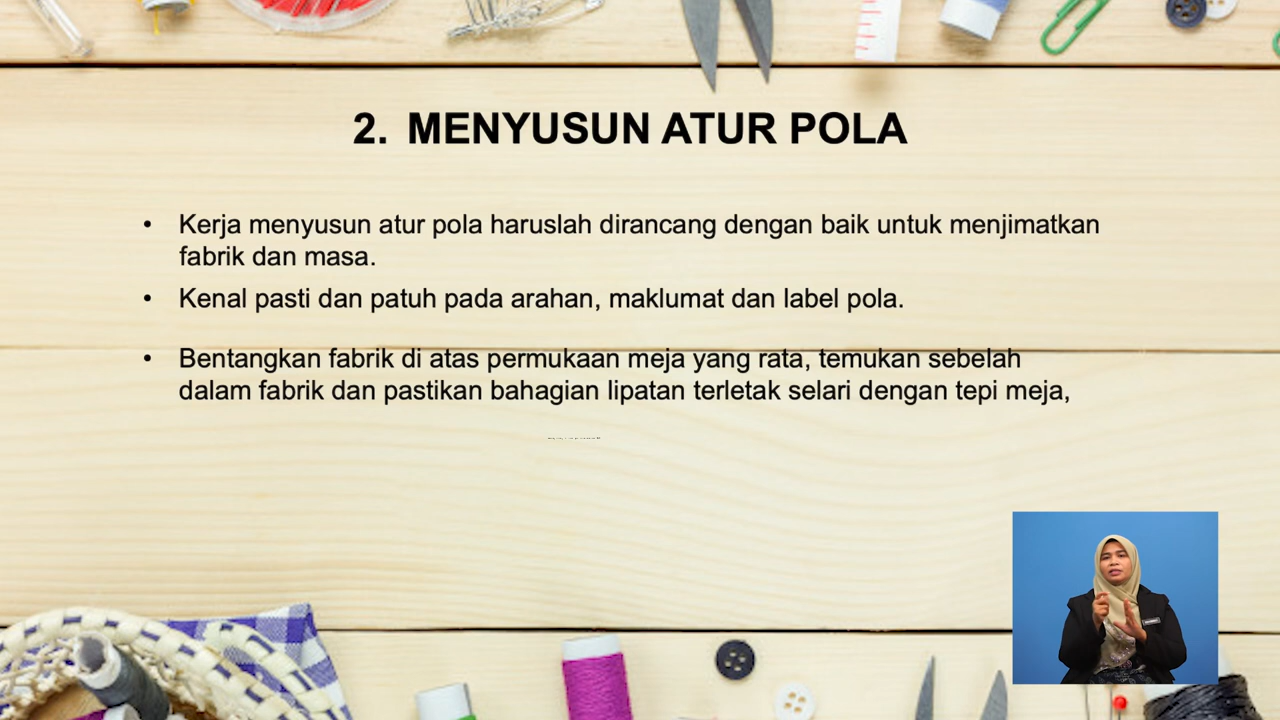 2. MENYUSUN ATUR POLA
• Kerja menyusun atur pola haruslah dirancang dengan baik untuk menjimatkan
fabrik dan masa.
• Kenal pasti dan patuh pada arahan, maklumat dan label pola.
• Bentangkan fabrik di atas permukaan meja yang rata, temukan sebelah
dalam fabrik dan pastikan bahagian lipatan terletak selari dengan tepi meja,